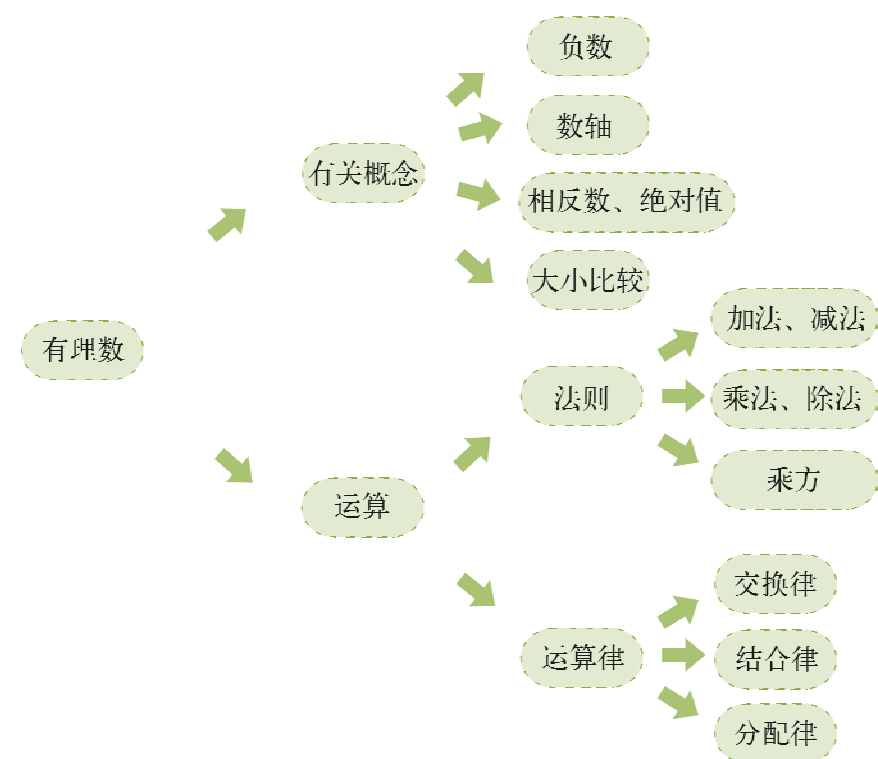 负数
数轴
有关概念
相反数、绝对值
大小比较
加法、减法
有理数
法则
乘法、除法
乘方
运算
交换律
运算律
结合律
分配律